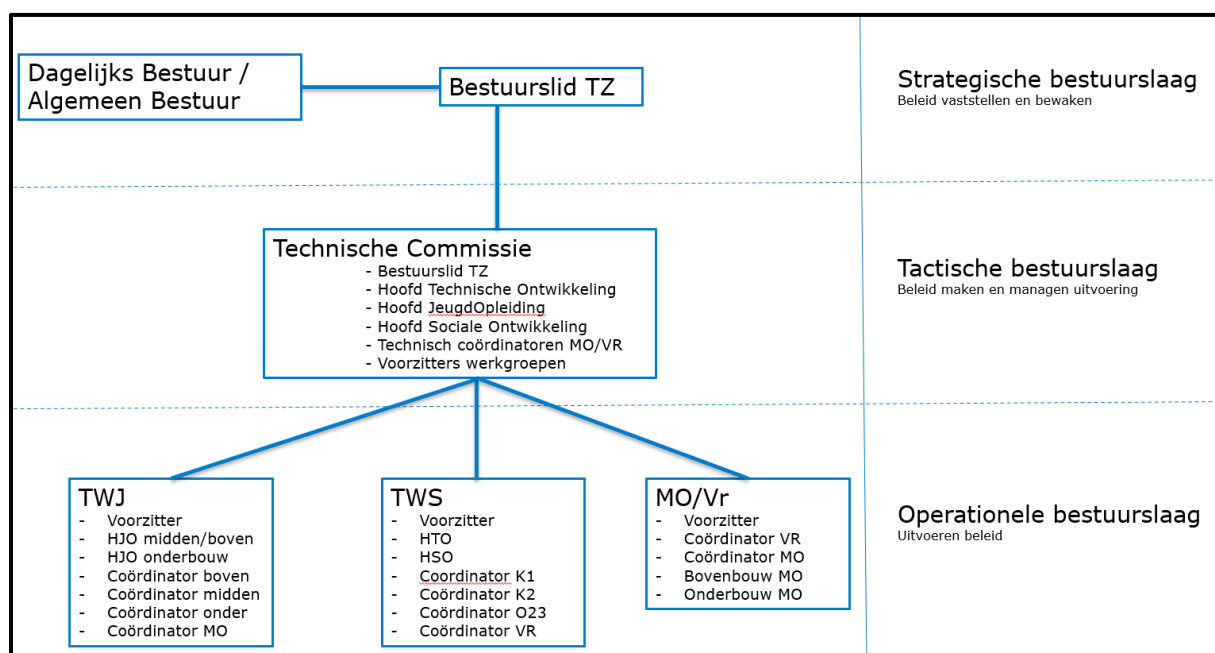 Dagelijks Bestuur /
Algemeen Bestuur
Bestuurslid TZ
Strategische bestuurslaag
Beleid vaststellen en bewaken
Technische Commissie
- Bestuurslid TZ
- Hoofd Technische Ontwikkeling
- Hoofd JeugdOpleiding
- Hoofd Sociale Ontwikkeling
- Technisch coördinatoren MO/VR
- Voorzitters werkgroepen
Tactische bestuurslaag
Beleid maken en managen uitvoering
TWJ
- Voorzitter
- HJO midden/boven
- HJO onderbouw
- Coördinator boven
- Coördinator midden
- Coördinator onder
- Coördinator MO
TWS
- Voorzitter
- HTO
- HSO
- Coordinator K1
- Coördinator K2
- Coördinator O23
- Coördinator VR
MO/Vr
- Voorzitter
- Coördinator VR
- Coördinator MO
- Bovenbouw MO
- Onderbouw MO
Operationele bestuurslaag
Uitvoeren beleid